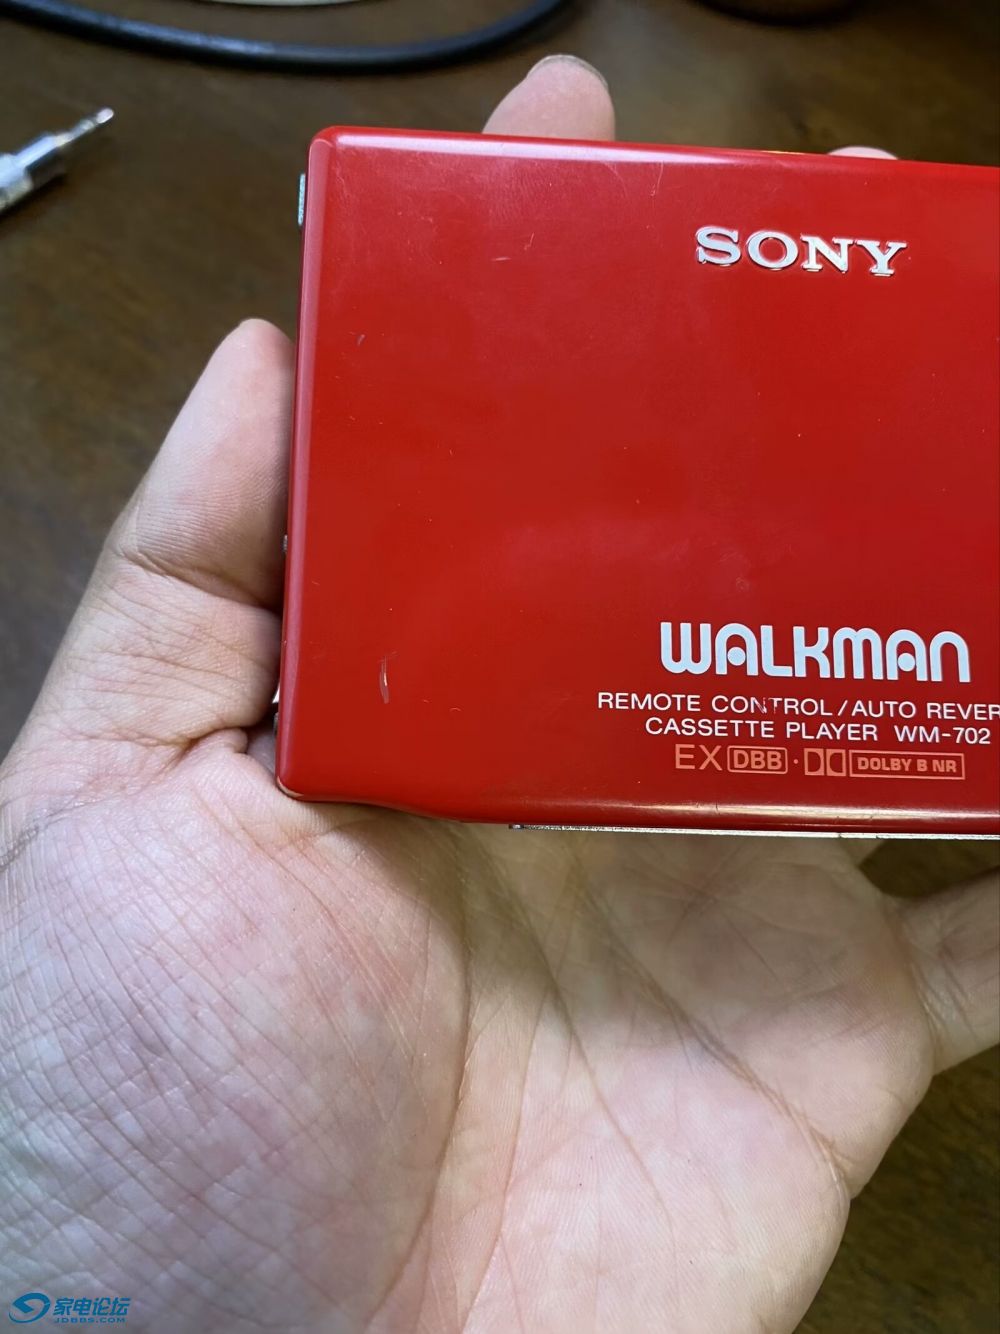 SONY
WALKMAN
REMOTE CONTROL/AUTO REVER
CASSETTE PLAYER WM-702
EX DBB · DOLBY B NR
家电论坛
JDBBS.COM